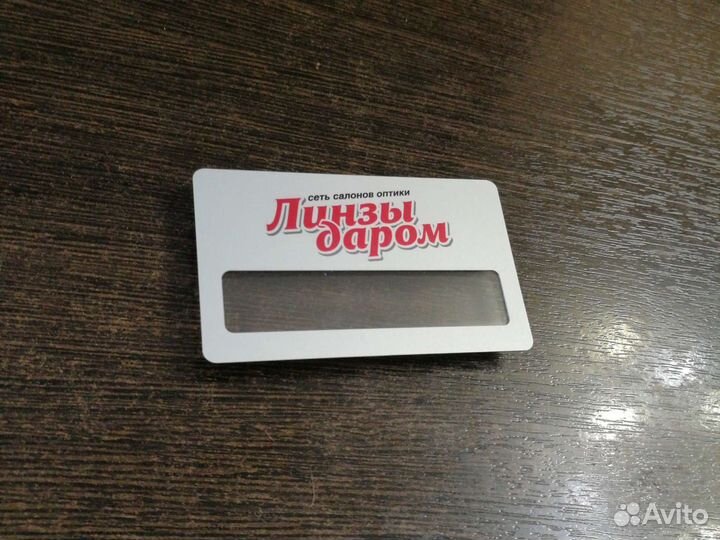 сеть салонов оптики
Линзы
даром
Avito